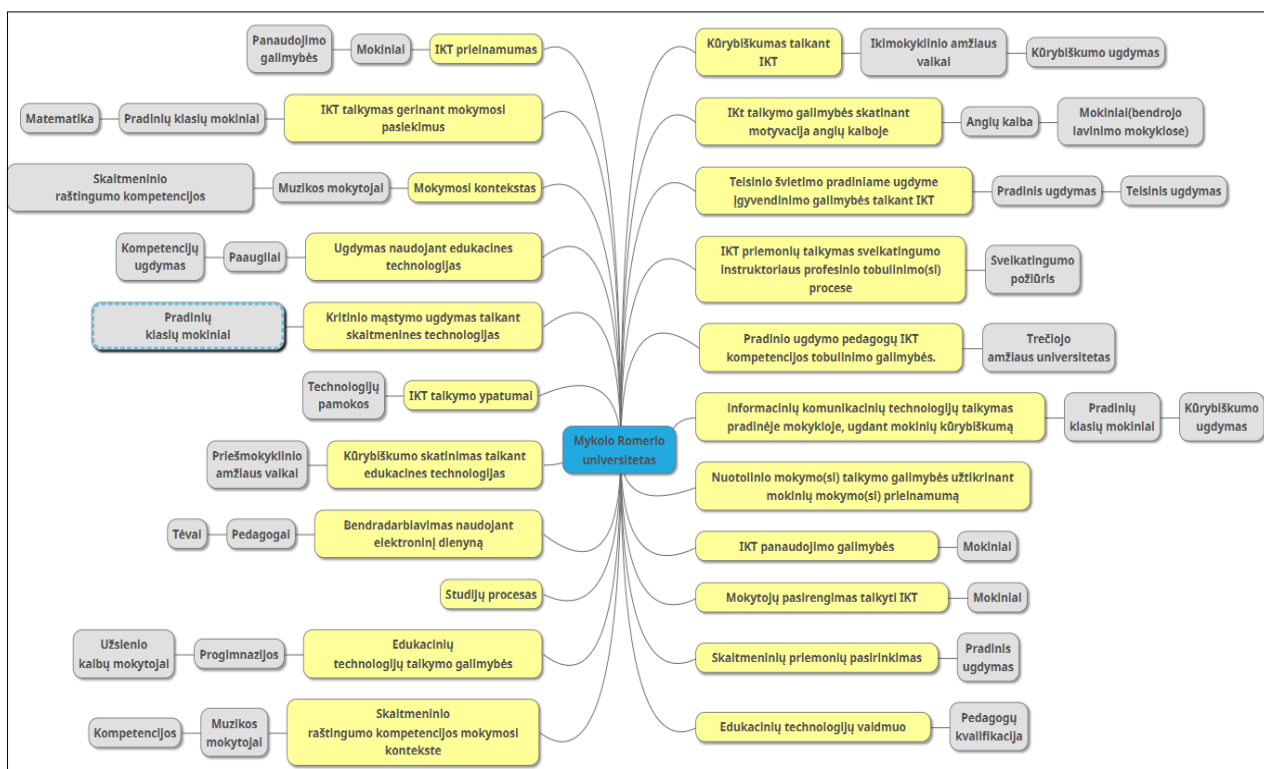 Panaudojimo
galimybės
Mokiniai
IKT prieinamumas
Matematika
Pradinių klasių mokiniai
IKT taikymas gerinant mokymosi
pasiekimus
Skaitmeninio
raštingumo kompetencijos
Muzikos mokytojai
Mokymosi kontekstas
Kompetencijų
ugdymas
Paaugliai
Ugdymas naudojant edukacines
technologijas
Pradinių
klasių mokiniai
Kritinio mąstymo ugdymas taikant
skaitmenines technologijas
Technologijų
pamokos
IKT taikymo ypatumai
Priešmokyklinio
amžiaus vaikai
Kūrybiškumo skatinimas taikant
edukacines technologijas
Tėvai
Pedagogai
Bendradarbiavimas naudojant
elektroninį dienyną
Studijų procesas
Užsienio
kalbų mokytojai
Progimnazijos
Edukacinių
technologijų taikymo galimybės
Kompetencijos
Muzikos
mokytojai
Skaitmeninio
raštingumo kompetencijos mokymosi
kontekste
Mykolo Romerio
universitetas
Kūrybiškumas taikant
IKT
Ikimokyklinio amžiaus
vaikai
Kūrybiškumo ugdymas
IKt taikymo galimybės skatinant
motyvacija anglų kalboje
Anglų kalba
Mokiniai(bendrojo
lavinimo mokyklose)
Teisinio švietimo pradiniame ugdyme
įgyvendinimo galimybės taikant IKT
Pradinis ugdymas
Teisinis ugdymas
IKT priemonių taikymas sveikatingumo
instruktoriaus profesinio tobulinimo(si)
procese
Sveikatingumo
požiūris
Pradinio ugdymo pedagogų IKT
kompetencijos tobulinimo galimybės.
Trečiojo
amžiaus universitetas
Informacinių komunikacinių technologijų taikymas
pradinėje mokykloje, ugdant mokinių kūrybiškumą
Pradinių
klasių mokiniai
Kūrybiškumo
ugdymas
Nuotolinio mokymo(si) taikymo galimybės užtikrinant
mokinių mokymo(si) prieinamumą
IKT panaudojimo galimybės
Mokiniai
Mokytojų pasirengimas taikyti IKT
Mokiniai
Skaitmeninių priemonių pasirinkimas
Pradinis
ugdymas
Edukacinių technologijų vaidmuo
Pedagogų
kvalifikacija